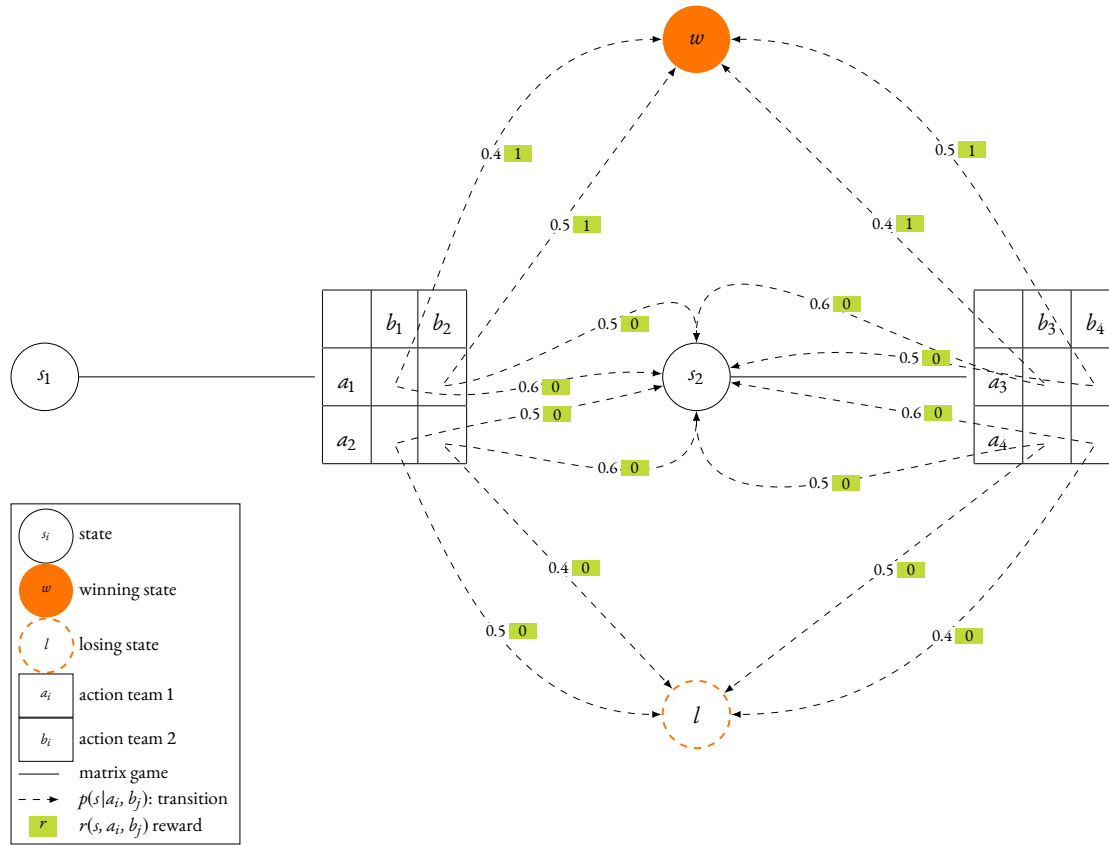 w
0.4 1
0.5 1
0.5 1
0.4 1
b₁ b₂
b₃ b₄
0.5 0
0.6 0
s₁
a₁
s₂
0.5 0
a₃
0.6 0
0.5 0
0.6 0
a₂
a₄
0.6 0
0.5 0
sᵢ state
w winning state
0.4 0
0.5 0
l losing state
0.5 0
0.4 0
aᵢ action team 1
l
bᵢ action team 2
matrix game
p(s|aᵢ, bⱼ): transition
r r(s, aᵢ, bⱼ) reward